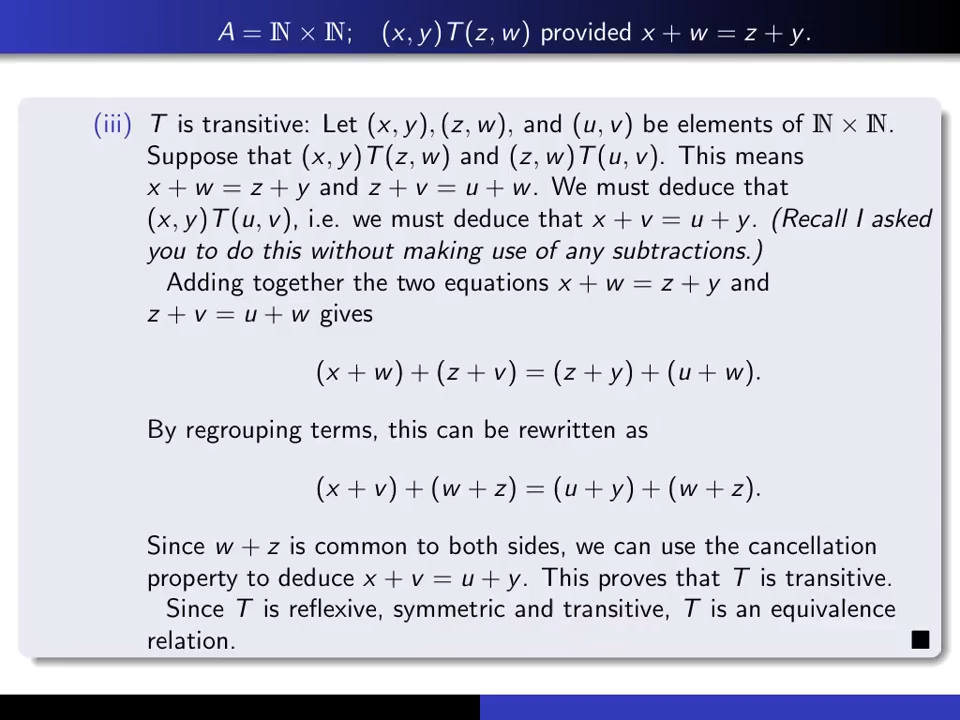 A = ℕ × ℕ;   (x, y)T(z, w) provided x + w = z + y.
(iii) T is transitive: Let (x, y), (z, w), and (u, v) be elements of ℕ × ℕ.
Suppose that (x, y)T(z, w) and (z, w)T(u, v). This means
x + w = z + y and z + v = u + w. We must deduce that
(x, y)T(u, v), i.e. we must deduce that x + v = u + y. (Recall I asked
you to do this without making use of any subtractions.)
Adding together the two equations x + w = z + y and
z + v = u + w gives
(x + w) + (z + v) = (z + y) + (u + w).
By regrouping terms, this can be rewritten as
(x + v) + (w + z) = (u + y) + (w + z).
Since w + z is common to both sides, we can use the cancellation
property to deduce x + v = u + y. This proves that T is transitive.
Since T is reflexive, symmetric and transitive, T is an equivalence
relation. ■